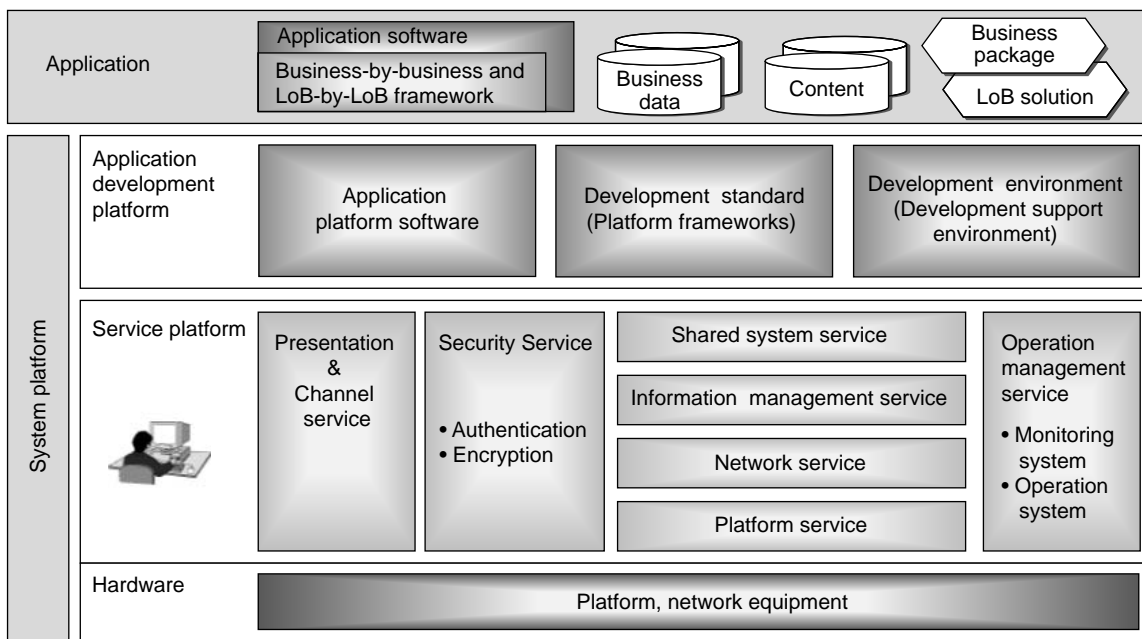 Application
Application software
Business-by-business and
LoB-by-LoB framework
Business
data
Content
Business
package
LoB solution
System platform
Application
development
platform
Application
platform software
Development standard
(Platform frameworks)
Development environment
(Development support
environment)
Service platform
Presentation
&
Channel
service
Security Service
• Authentication
• Encryption
Shared system service
Information management service
Network service
Platform service
Operation
management
service
• Monitoring
system
• Operation
system
Hardware
Platform, network equipment